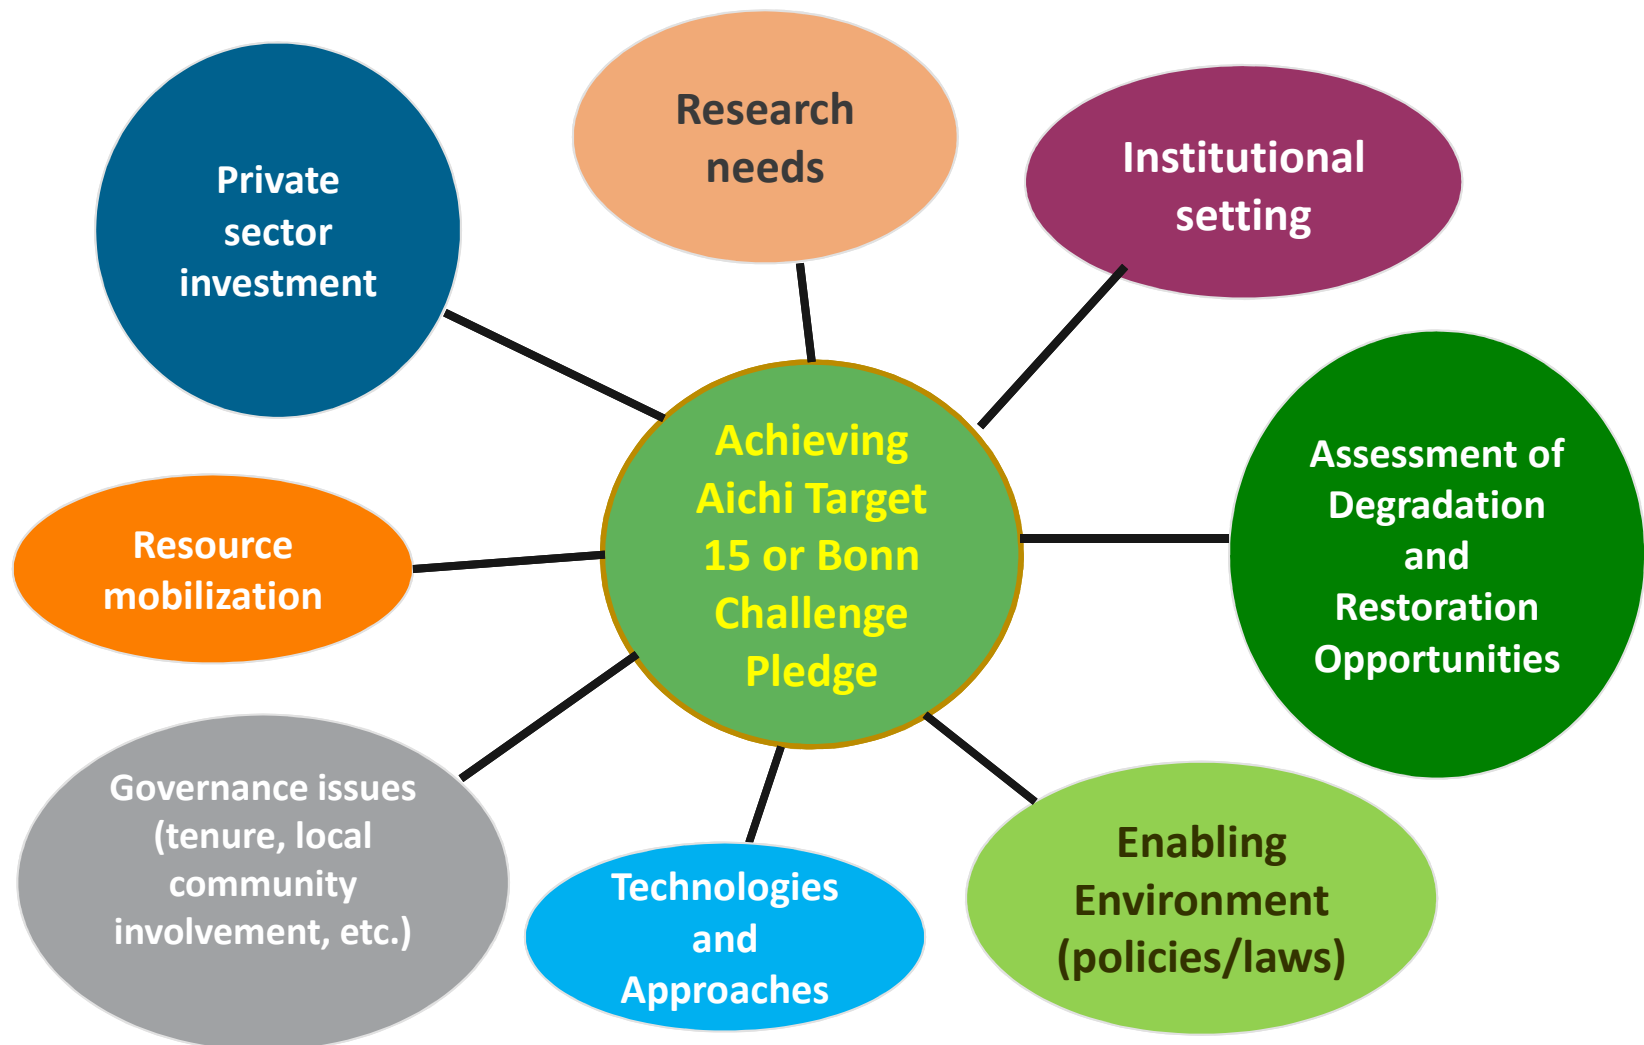 Research
needs
Private
sector
investment
Institutional
setting
Achieving
Aichi Target
15 or Bonn
Challenge
Pledge
Assessment of
Degradation
and
Restoration
Opportunities
Resource
mobilization
Governance issues
(tenure, local
community
involvement, etc.)
Technologies
and
Approaches
Enabling
Environment
(policies/laws)